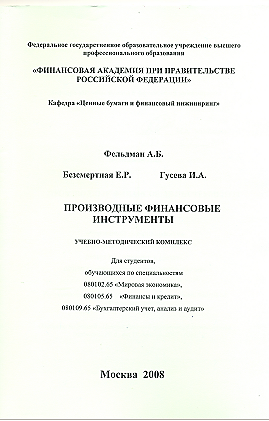 Федеральное государственное образовательное учреждение высшего
профессионального образования
«ФИНАНСОВАЯ АКАДЕМИЯ ПРИ ПРАВИТЕЛЬСТВЕ
РОССИЙСКОЙ ФЕДЕРАЦИИ»
Кафедра «Ценные бумаги и финансовый инжиниринг»
Фельдман А.Б.
Безсмертная Е.Р. Гусева И.А.
ПРОИЗВОДНЫЕ ФИНАНСОВЫЕ
ИНСТРУМЕНТЫ
УЧЕБНО-МЕТОДИЧЕСКИЙ КОМПЛЕКС
Для студентов,
обучающихся по специальностям
080102.65 «Мировая экономика»,
080105.65 «Финансы и кредит»,
080109.65 «Бухгалтерский учет, анализ и аудит»
Москва 2008